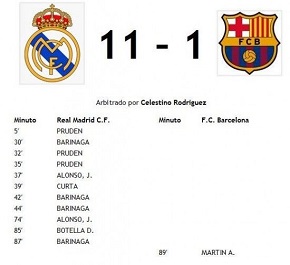 11 - 1
FCB
Arbitrado por Celestino Rodríguez
Minuto Real Madrid C.F. Minuto F.C. Barcelona
5' PRUDEN
30' BARINAGA
32' PRUDEN
35' PRUDEN
37' ALONSO, J.
39' CURTA
42' BARINAGA
44' BARINAGA
74' ALONSO, J.
85' BOTELLA D.
87' BARINAGA
89' MARTIN A.